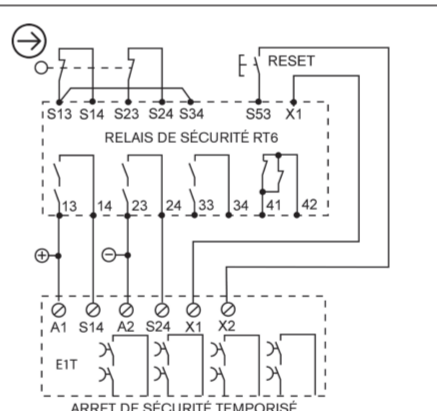 RESET
S13 S14 S23 S24 S34 S53 X1
RELAIS DE SÉCURITÉ RT6
13 14 23 24 33 34 41 42
+ −
A1 S14 A2 S24 X1 X2
E1T
ARRET DE SÉCURITÉ TEMPORISÉ